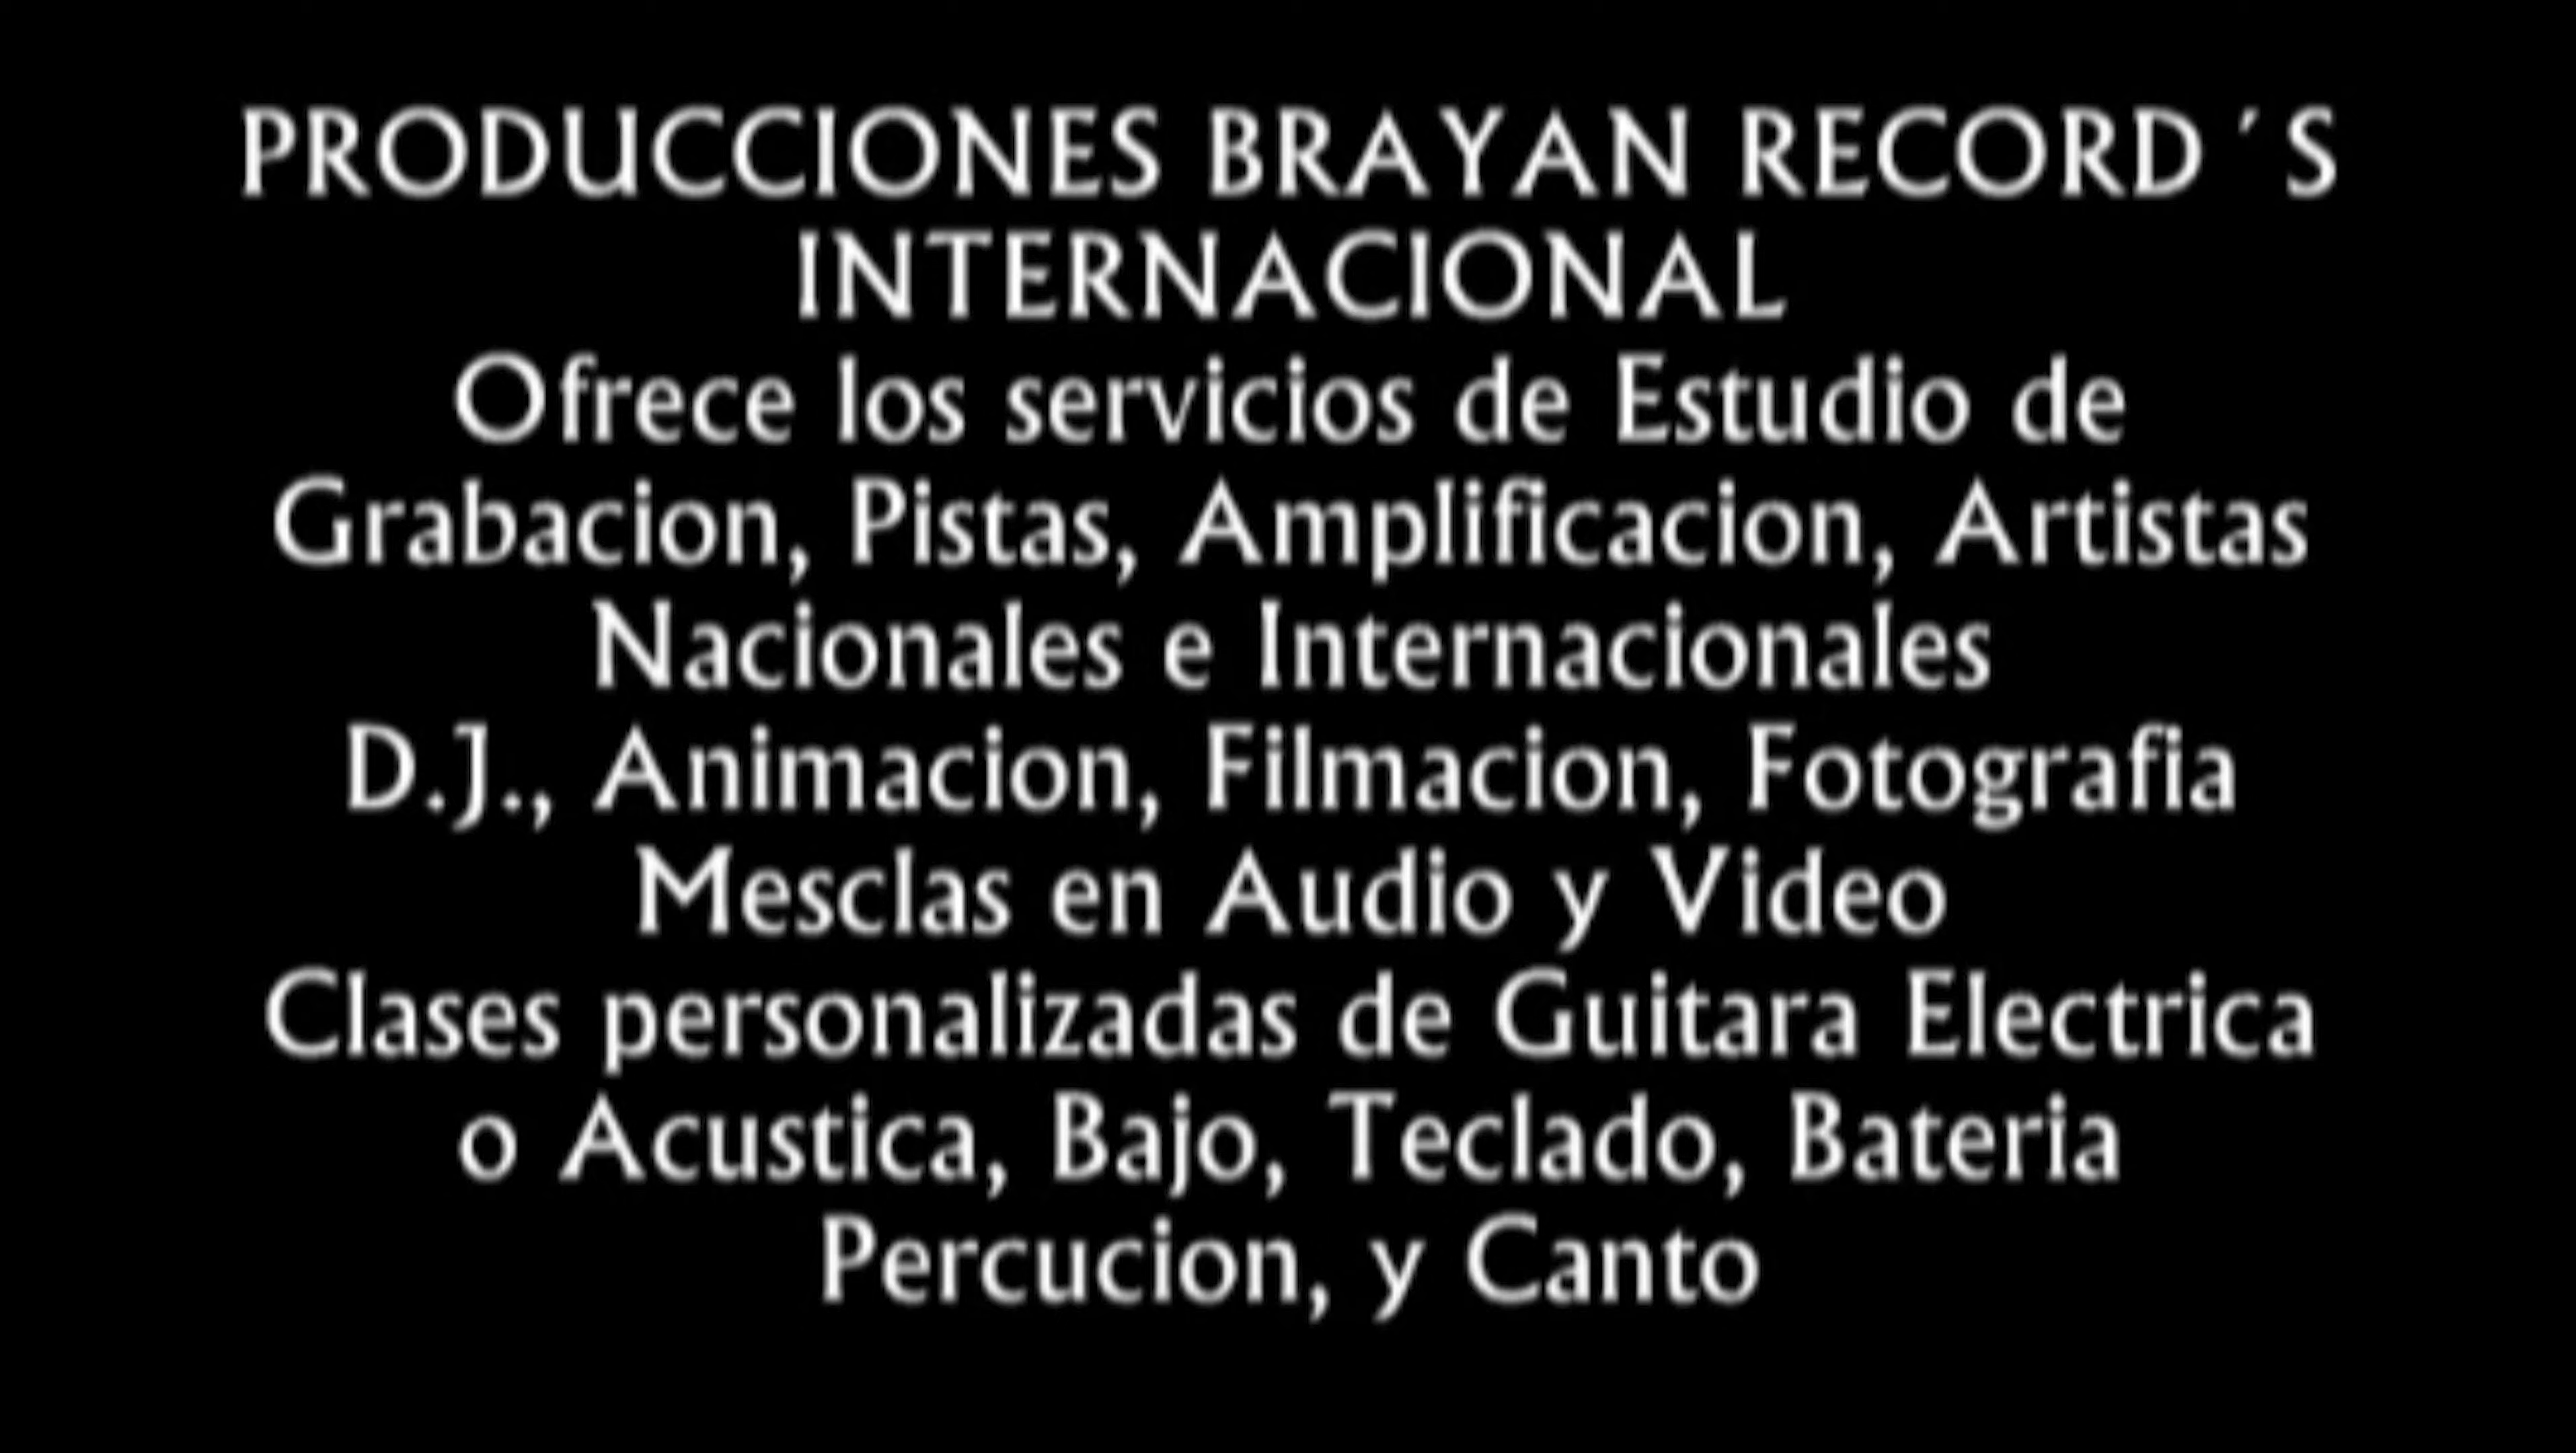 PRODUCCIONES BRAYAN RECORD´S
INTERNACIONAL
Ofrece los servicios de Estudio de
Grabacion, Pistas, Amplificacion, Artistas
Nacionales e Internacionales
D.J., Animacion, Filmacion, Fotografia
Mesclas en Audio y Video
Clases personalizadas de Guitara Electrica
o Acustica, Bajo, Teclado, Bateria
Percucion, y Canto